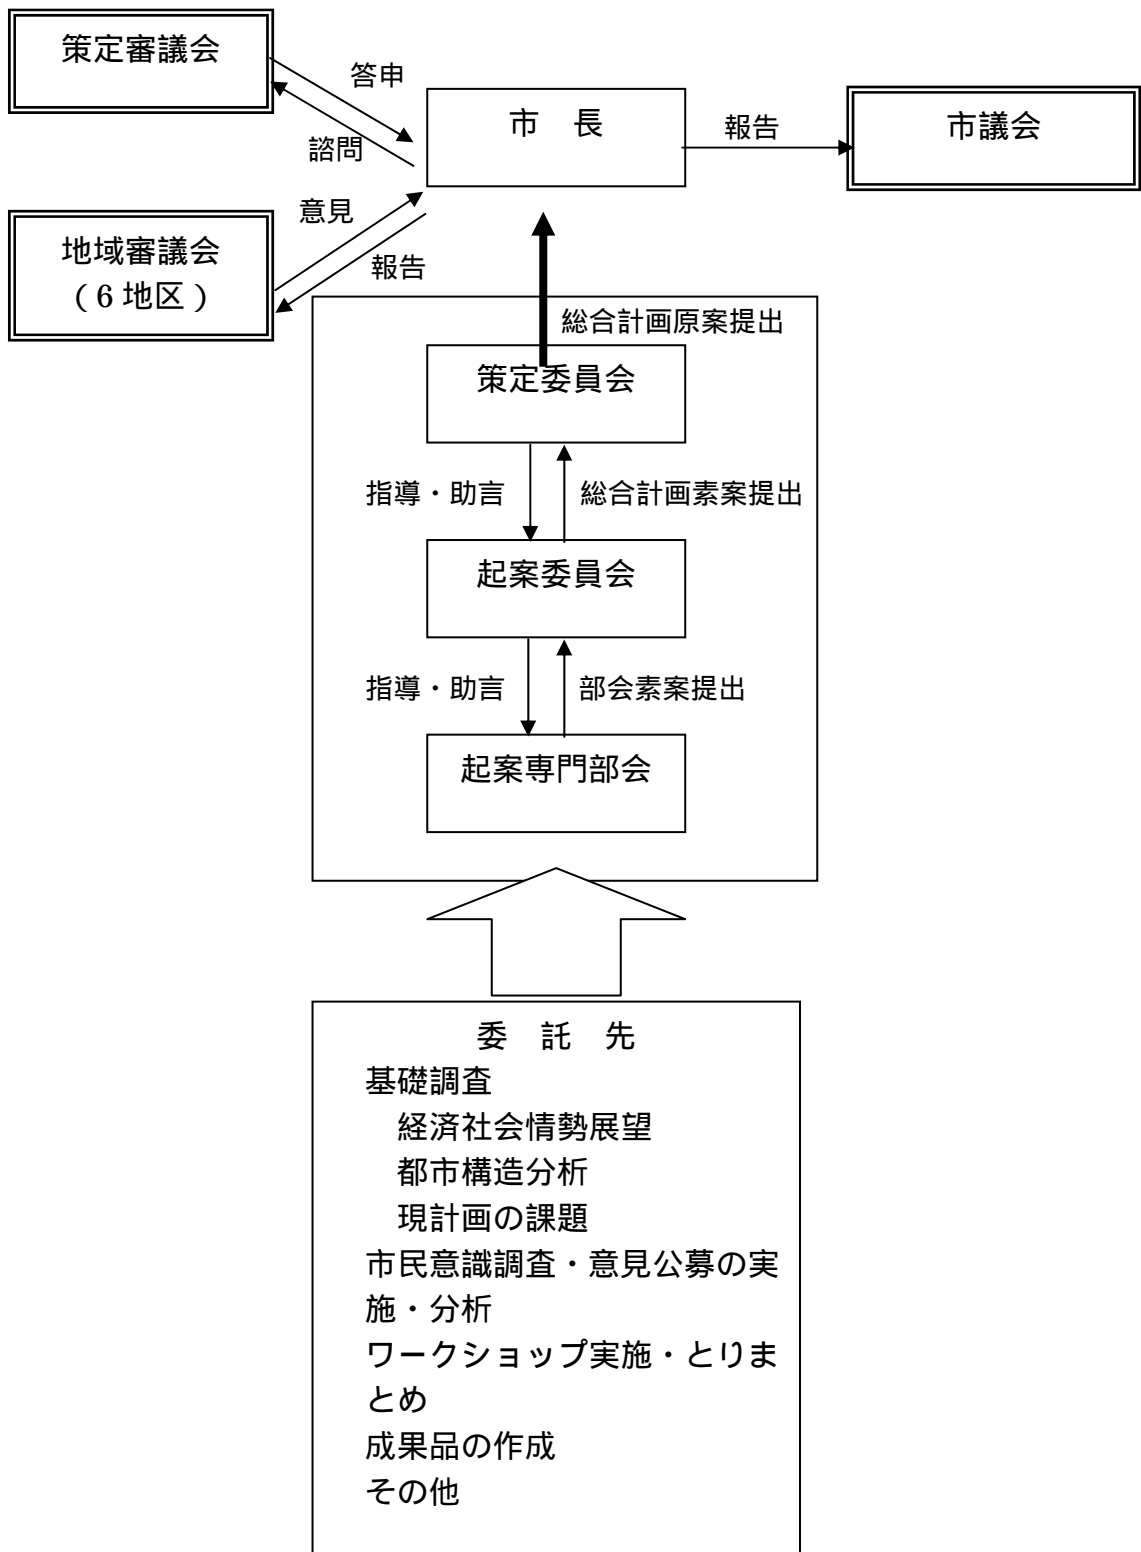 策定審議会
答申
諮問
市　長
報告
市議会
地域審議会
（６地区）
意見
報告
総合計画原案提出
策定委員会
指導・助言
総合計画素案提出
起案委員会
指導・助言
部会素案提出
起案専門部会
委　託　先
基礎調査
　経済社会情勢展望
　都市構造分析
　現計画の課題
市民意識調査・意見公募の実
施・分析
ワークショップ実施・とりま
とめ
成果品の作成
その他